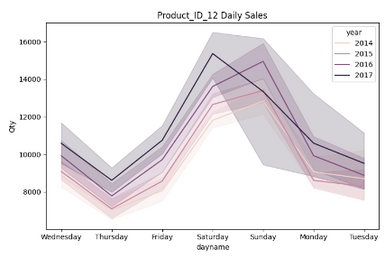 Product_ID_12 Daily Sales
year
2014
2015
2016
2017
16000
14000
12000
10000
8000
Qty
Wednesday
Thursday
Friday
Saturday
Sunday
Monday
Tuesday
dayname